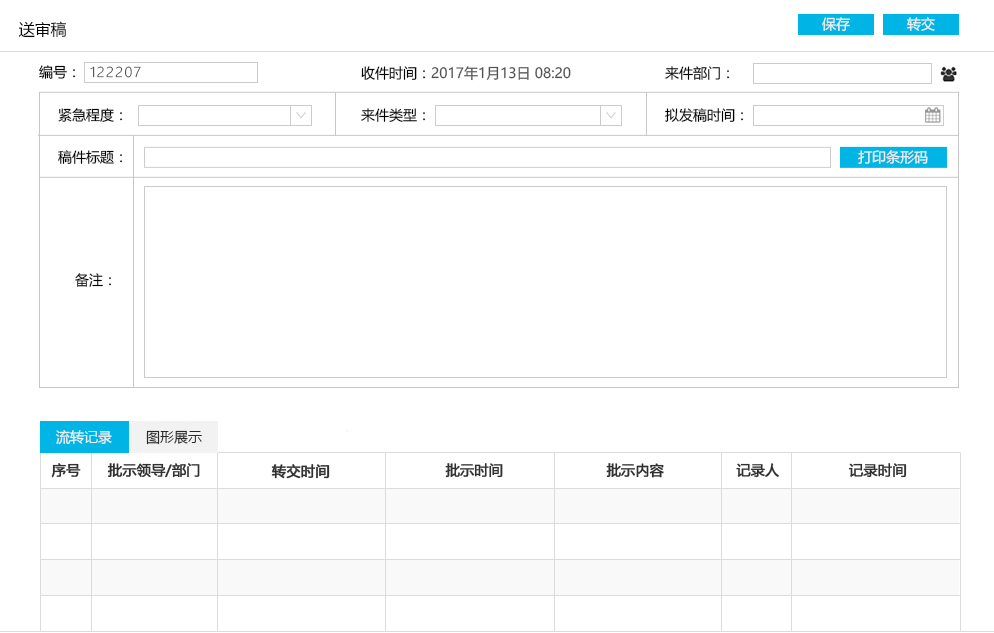 送审稿 保存 转交
编号： 122207 收件时间：2017年1月13日 08:20 来件部门：
紧急程度： 来件类型： 拟发稿时间：
稿件标题： 打印条形码
备注：
流转记录 图形展示
序号 批示领导/部门 转交时间 批示时间 批示内容 记录人 记录时间